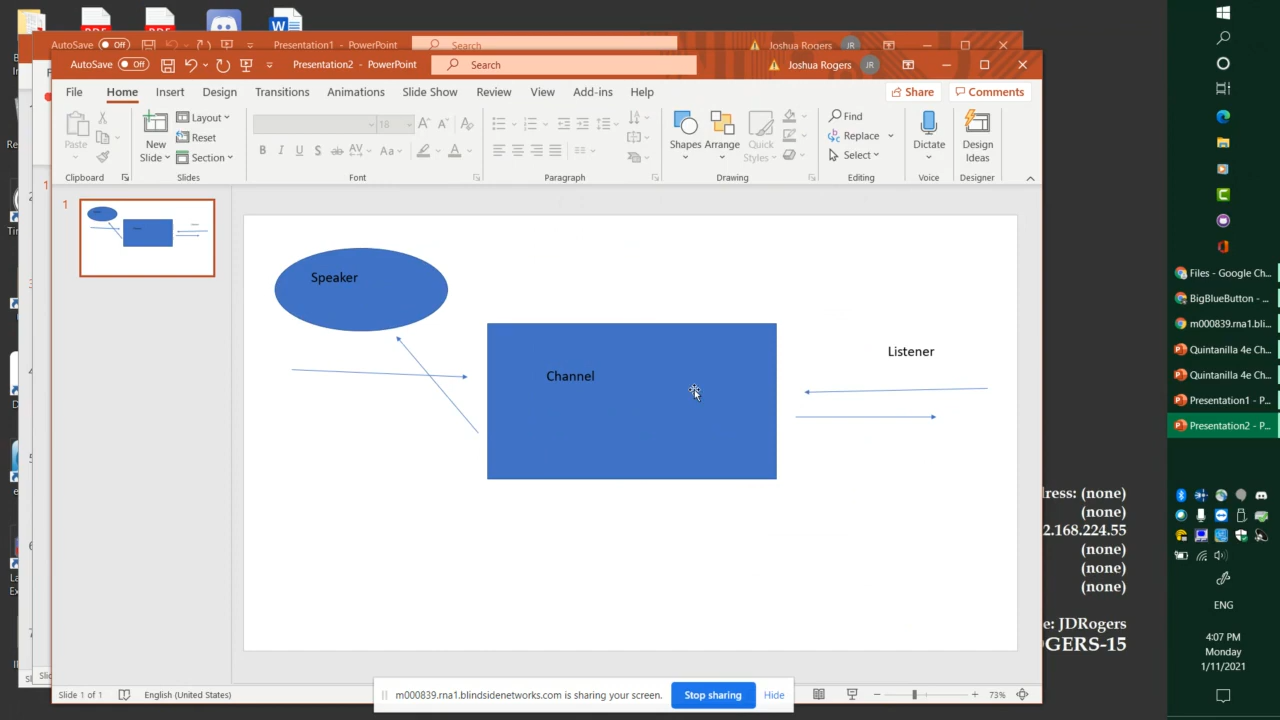 AutoSave Off Presentation1 - PowerPoint Search Joshua Rogers JR
AutoSave Off Presentation2 - PowerPoint Search Joshua Rogers JR
File Home Insert Design Transitions Animations Slide Show Review View Add-ins Help Share Comments
Paste
New
Slide
Layout
Reset
Section
18
B I U S ab AV Aa A
Shapes
Arrange
Quick
Styles
Find
Replace
Select
Dictate
Design
Ideas
Clipboard Slides Font Paragraph Drawing Editing Voice Designer
1
Speaker
Channel
Listener
Slide 1 of 1 English (United States) 73%
m000839.rna1.blindsidenetworks.com is sharing your screen. Stop sharing Hide
Files - Google Ch...
BigBlueButton - ...
m000839.rna1.bli...
Quintanilla 4e Ch...
Quintanilla 4e Ch...
Presentation1 - P...
Presentation2 - P...
ress: (none)
(none)
2.168.224.55
(none)
(none)
(none)
e: JDRogers
GERS-15
ENG
4:07 PM
Monday
1/11/2021